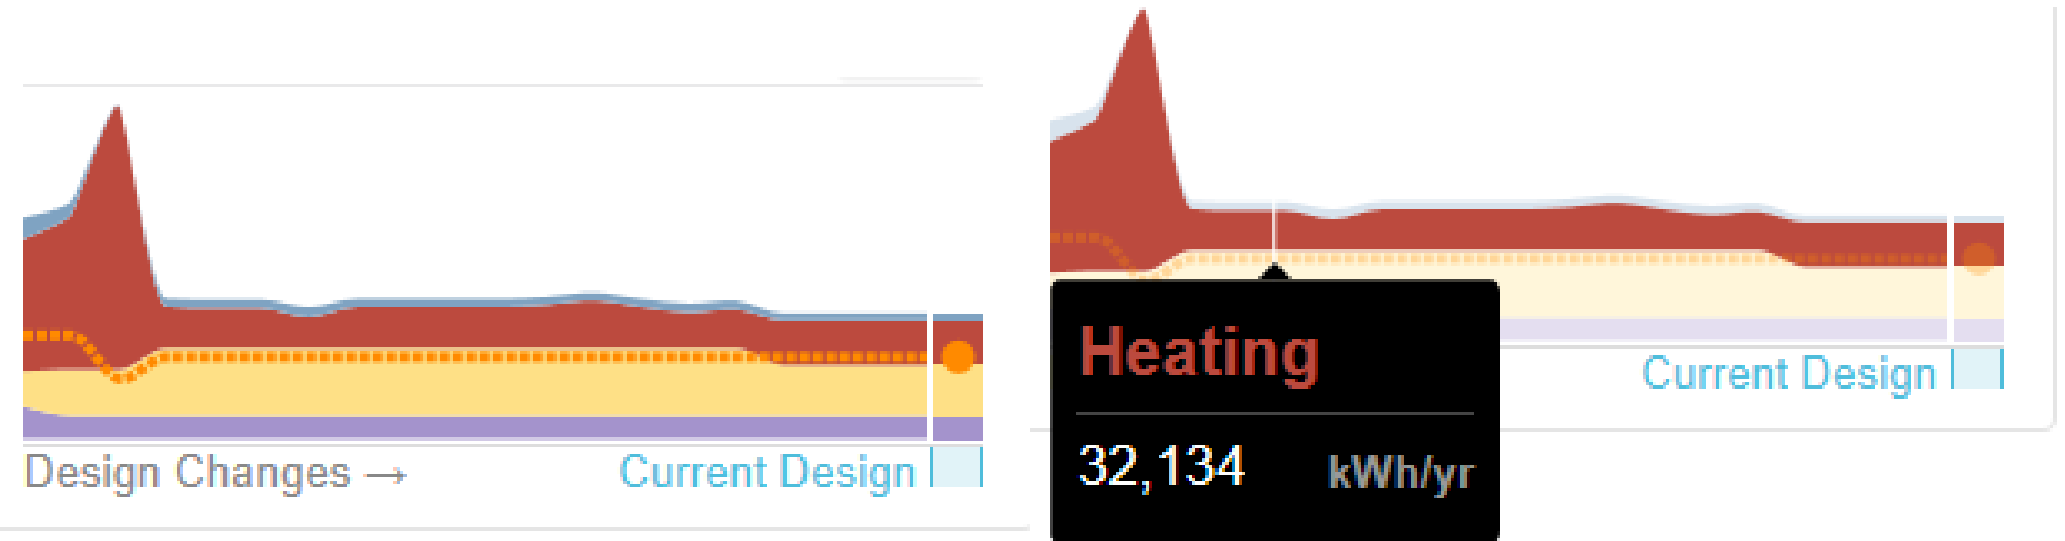 Design Changes →
Current Design
Heating
32,134 kWh/yr
Current Design